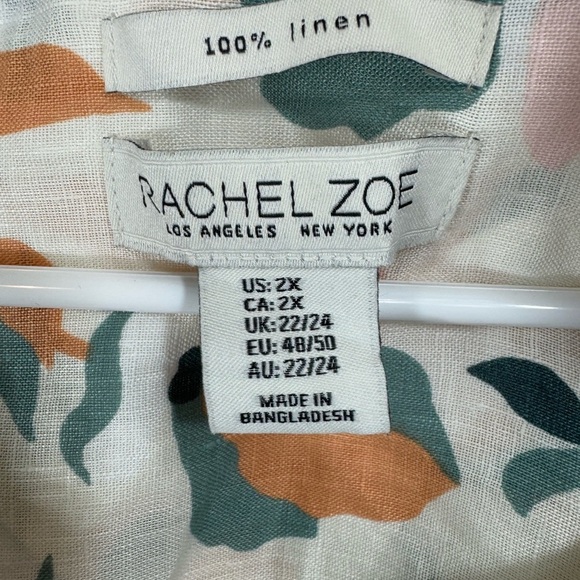 100% linen
RACHEL ZOE
LOS ANGELES NEW YORK
US: 2X
CA: 2X
UK: 22/24
EU: 48/50
AU: 22/24
MADE IN
BANGLADESH